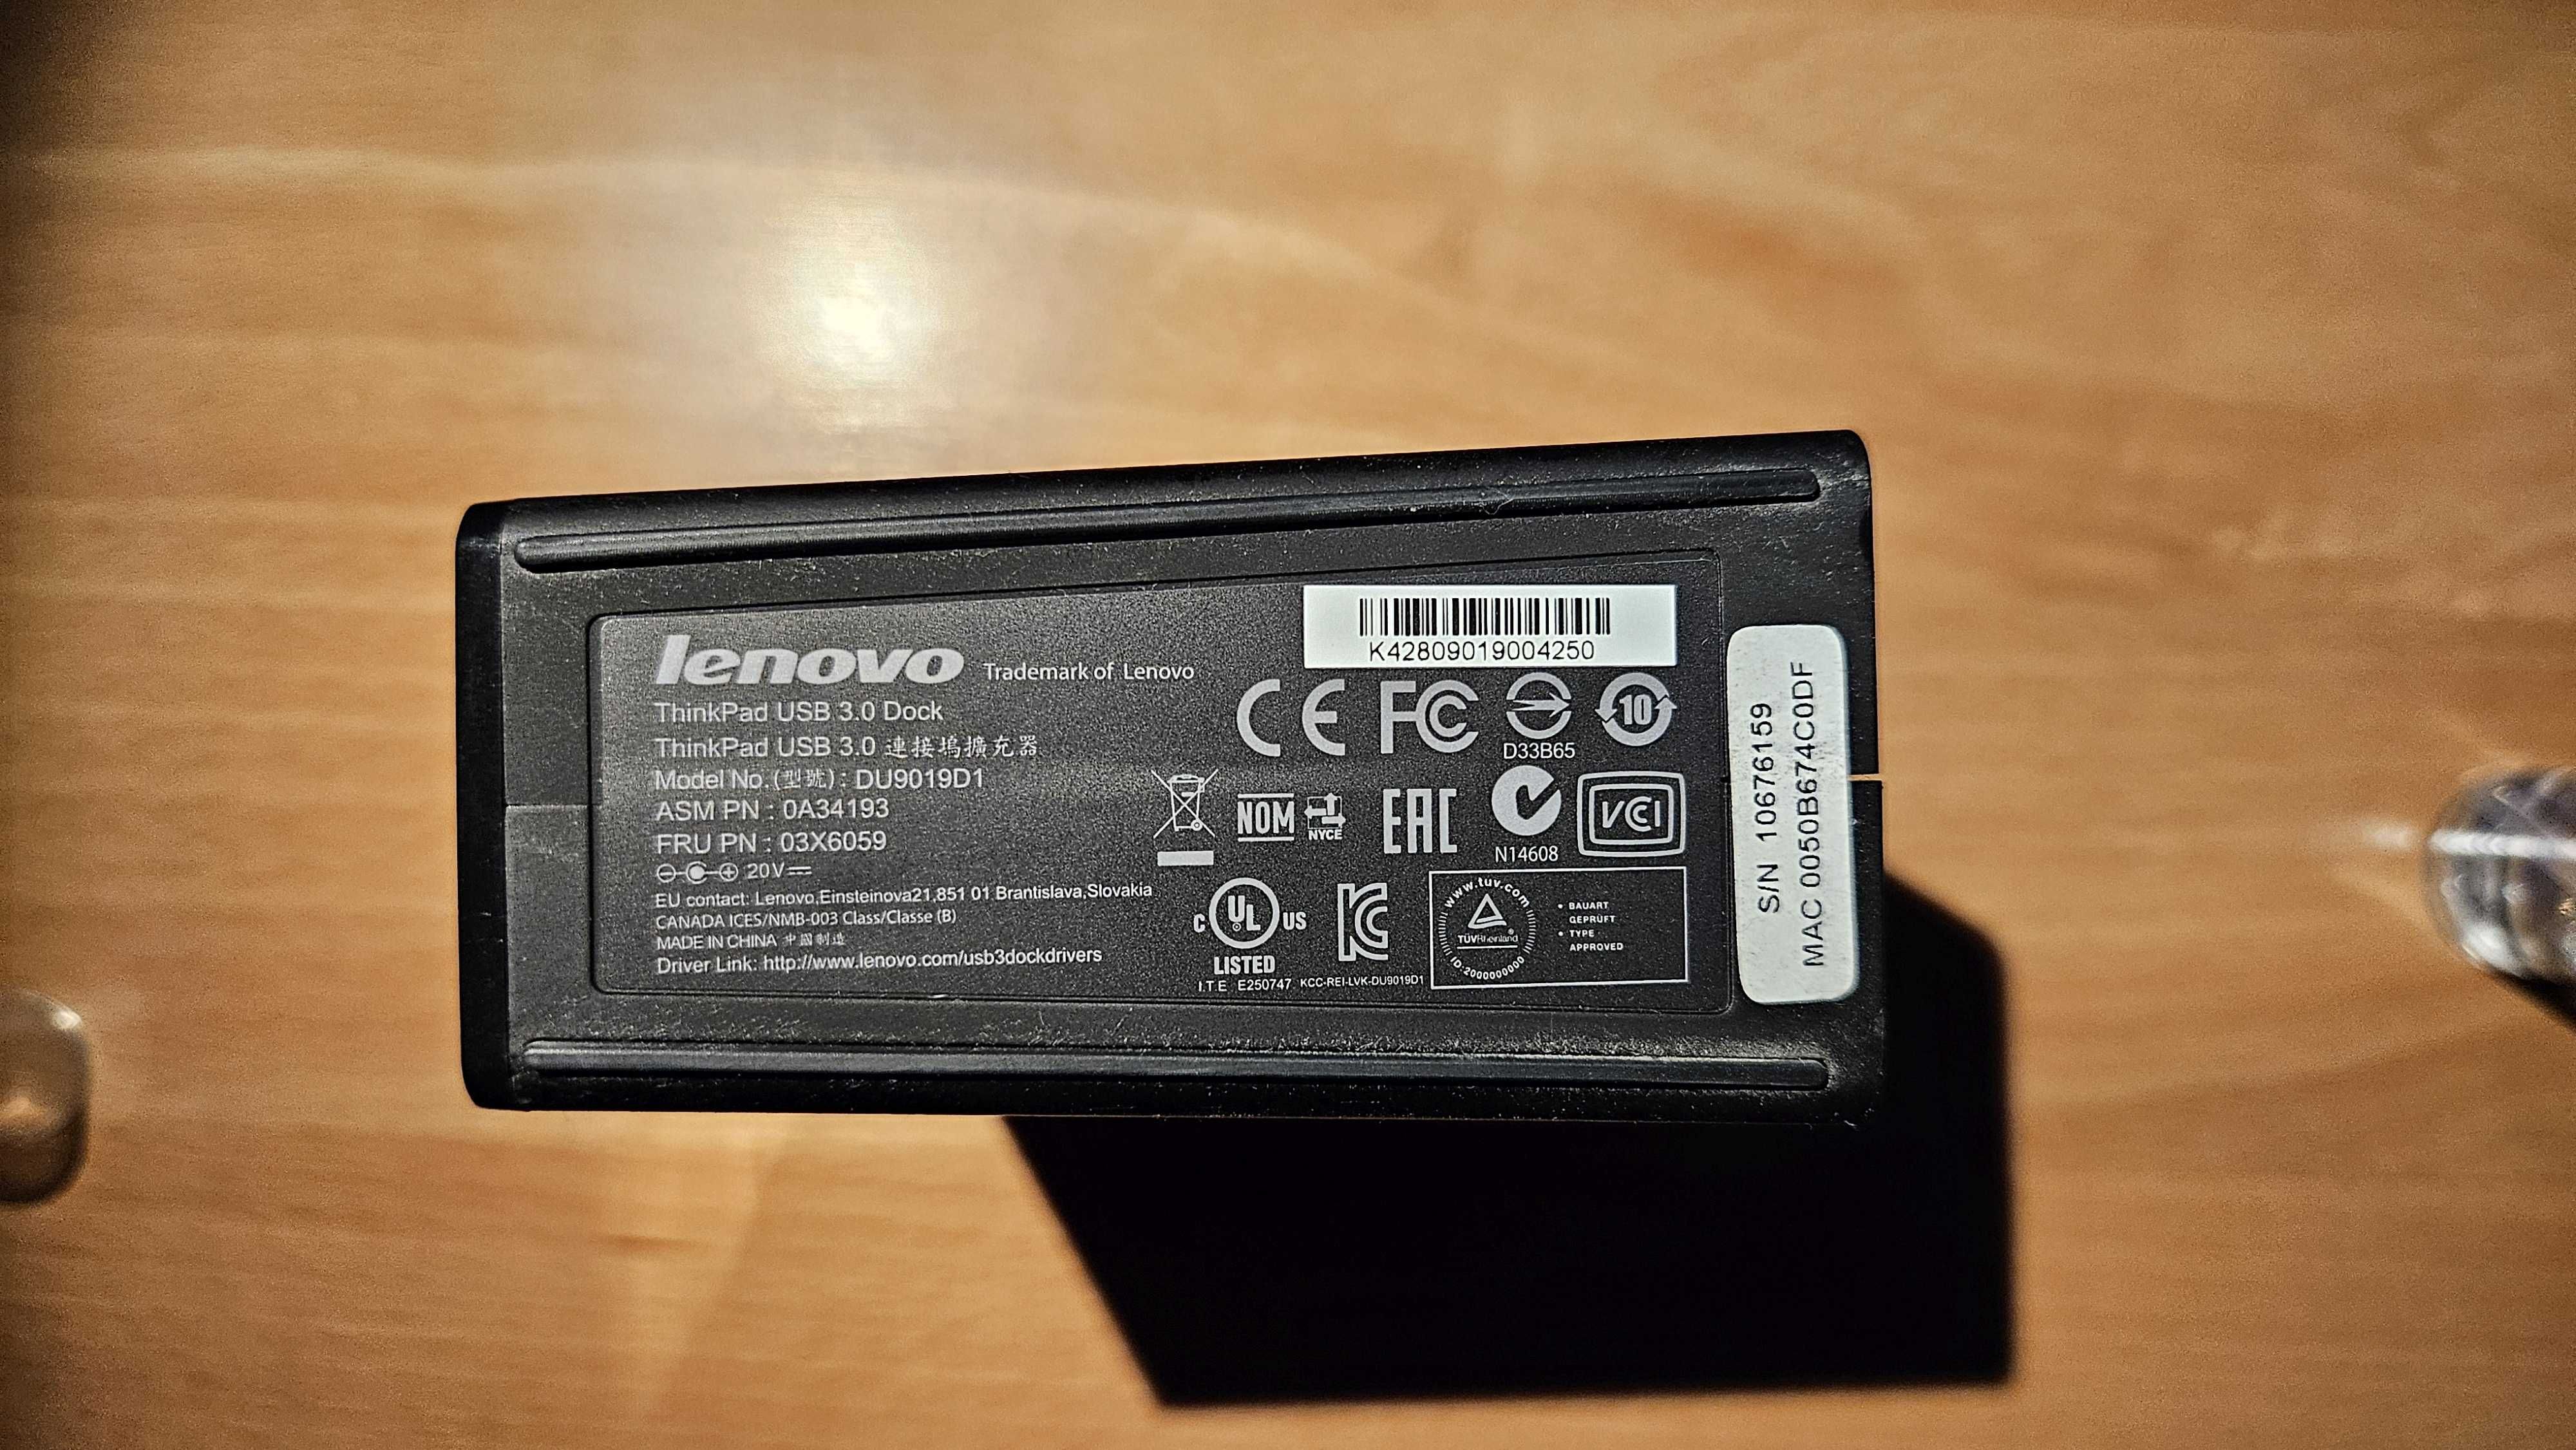 lenovo Trademark of Lenovo
ThinkPad USB 3.0 Dock
ThinkPad USB 3.0 連接塢擴充器
Model No.(型號) : DU9019D1
ASM PN : 0A34193
FRU PN : 03X6059
20V
EU contact: Lenovo,Einsteinova21,851 01 Brantislava,Slovakia
CANADA ICES/NMB-003 Class/Classe (B)
MADE IN CHINA 中國制造
Driver Link: http://www.lenovo.com/usb3dockdrivers
K42809019004250
CE FC 10
D33B65
NOM NYCE EAC VCCI
N14608
C UL US
LISTED
I.T.E E250747
KC
KCC-REI-LVK-DU9019D1
www.tuv.com
TÜVRheinland
ID:2000000000
• BAUART
GEPRÜFT
• TYPE
APPROVED
S/N 10676159
MAC 0050B674C0DF